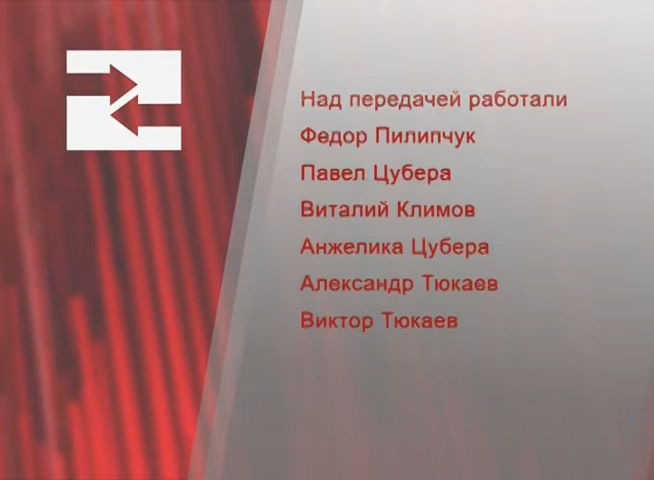 Над передачей работали
Федор Пилипчук
Павел Цубера
Виталий Климов
Анжелика Цубера
Александр Тюкаев
Виктор Тюкаев